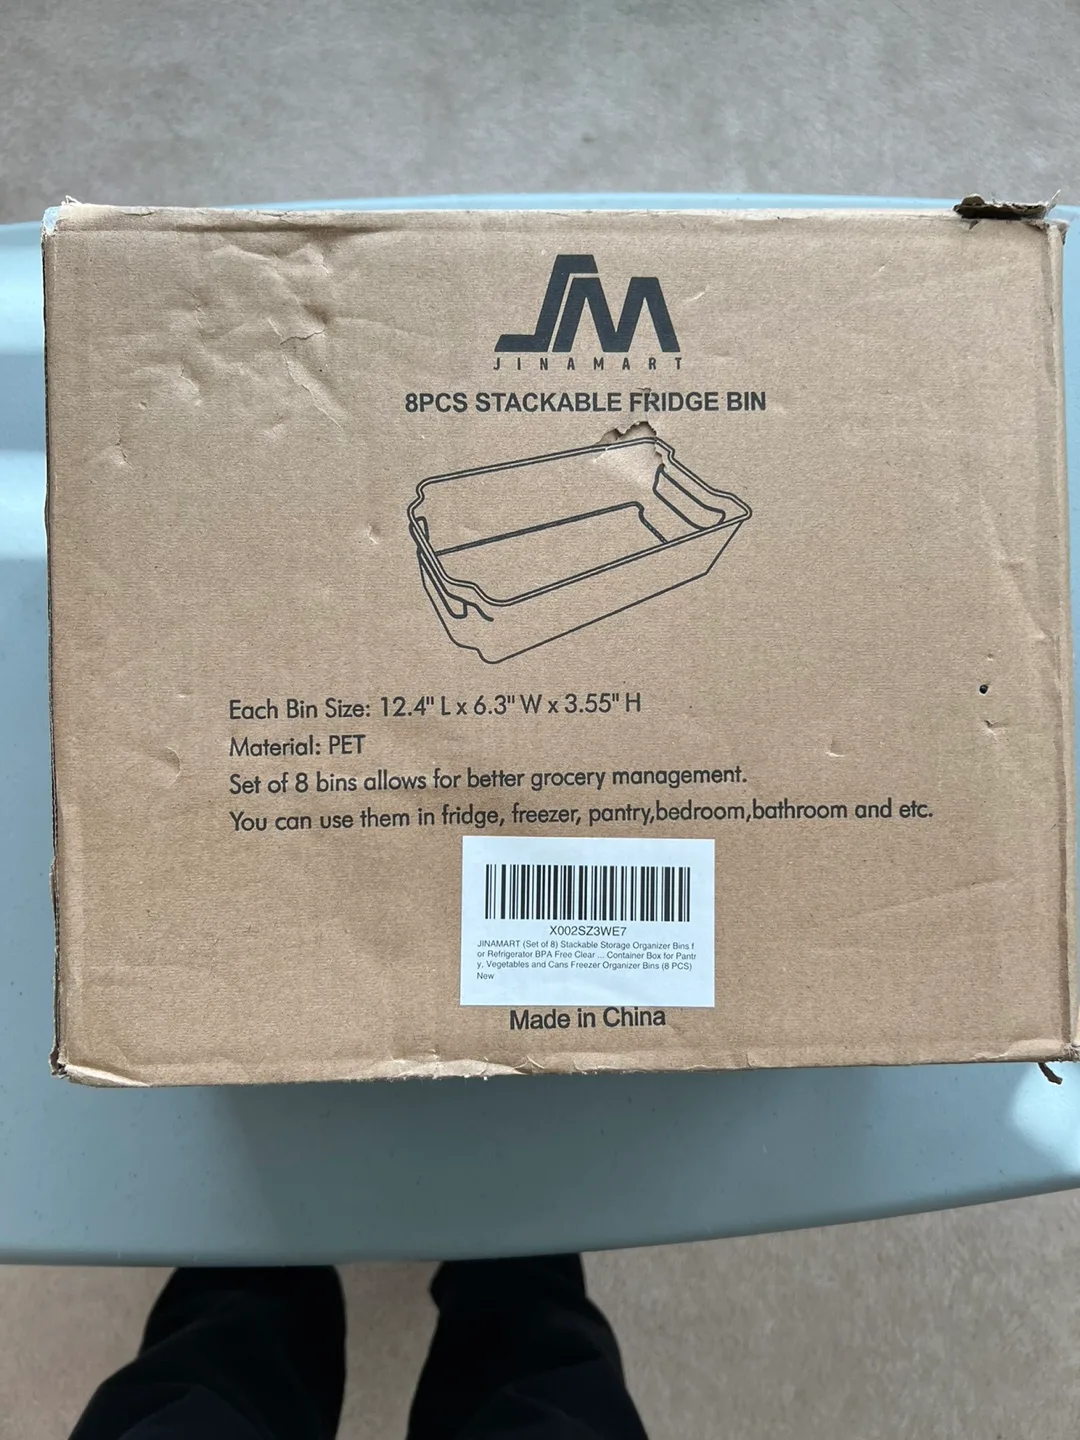 JM
JINAMART
8PCS STACKABLE FRIDGE BIN
Each Bin Size: 12.4" L x 6.3" W x 3.55" H
Material: PET
Set of 8 bins allows for better grocery management.
You can use them in fridge, freezer, pantry,bedroom,bathroom and etc.
X002SZ3WE7
JINAMART (Set of 8) Stackable Storage Organizer Bins f
or Refrigerator BPA Free Clear ... Container Box for Pantr
y, Vegetables and Cans Freezer Organizer Bins (8 PCS)
New
Made in China